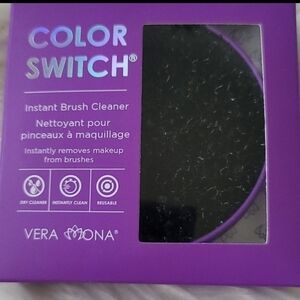 COLOR
SWITCH®
Instant Brush Cleaner
Nettoyant pour
pinceaux à maquillage
Instantly removes makeup
from brushes
DRY CLEANER INSTANTLY CLEAN REUSABLE
VERA MONA®